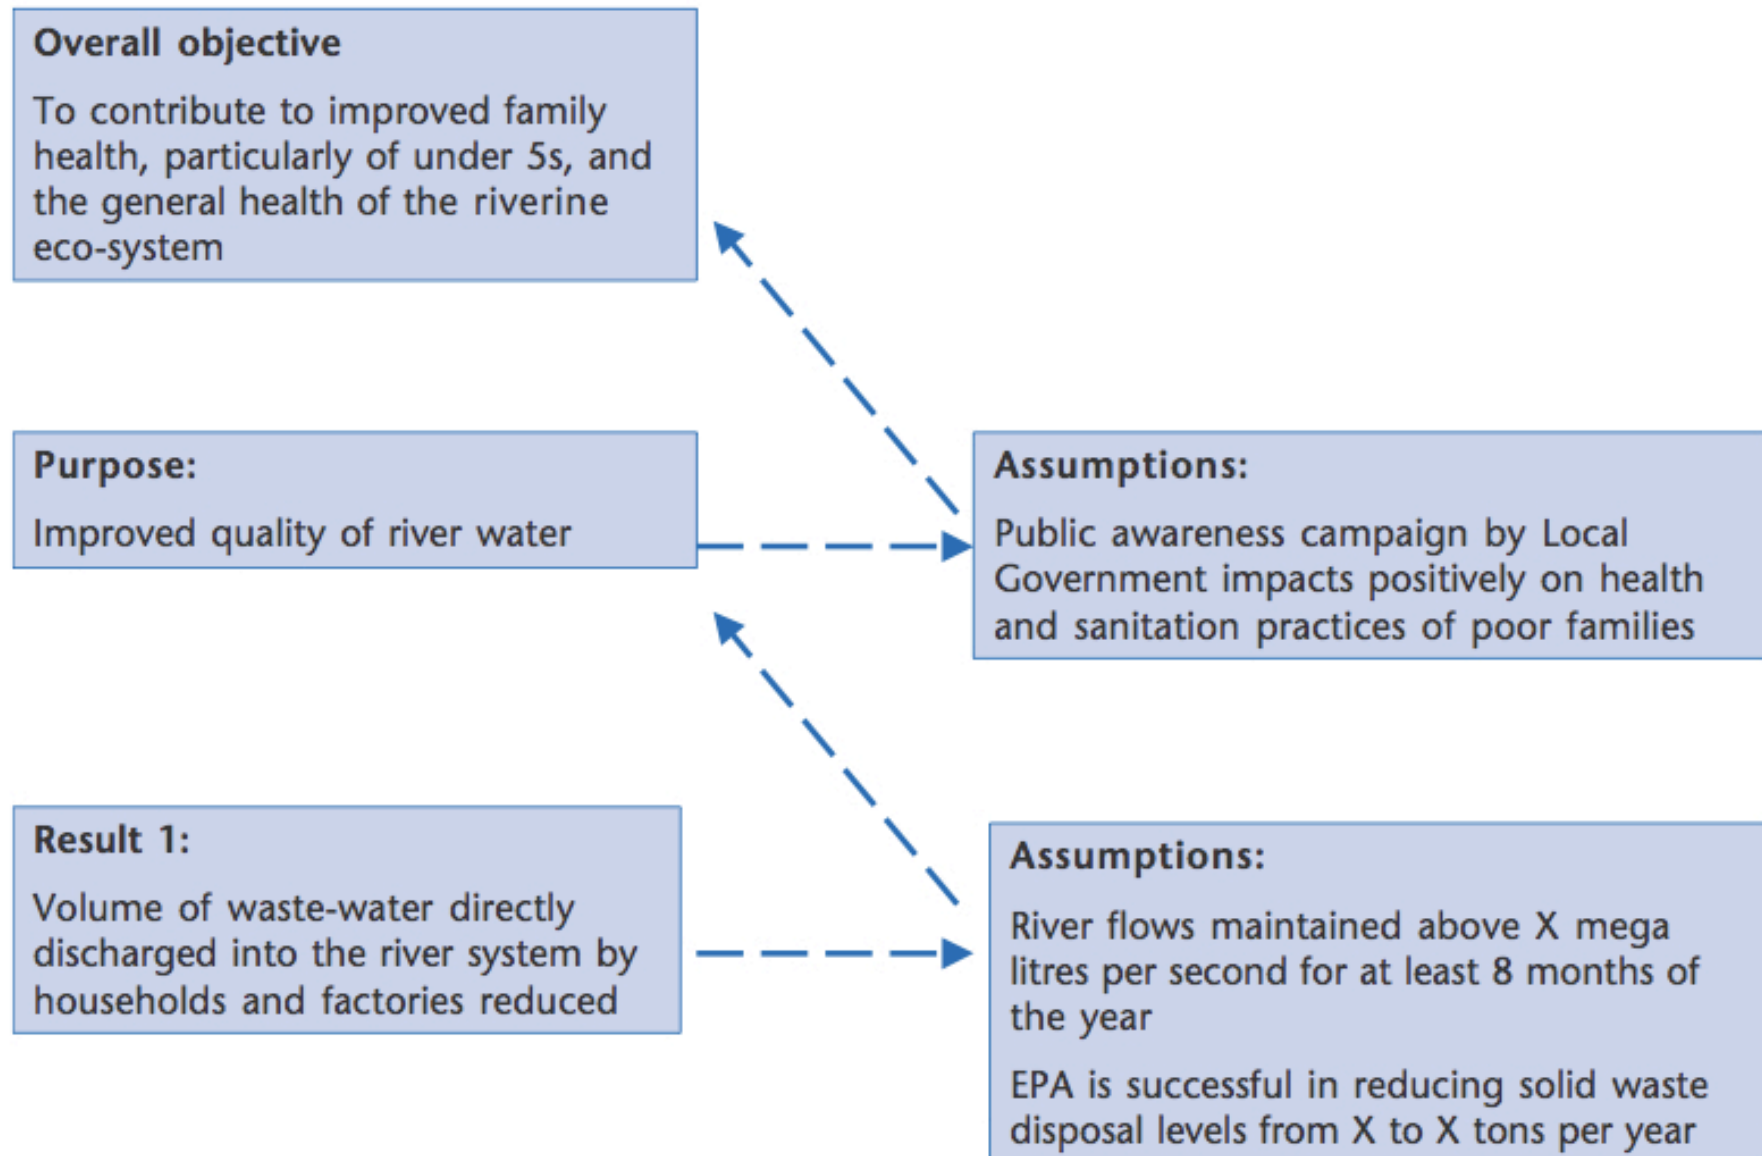 Overall objective
To contribute to improved family
health, particularly of under 5s, and
the general health of the riverine
eco-system
Purpose:
Improved quality of river water
Assumptions:
Public awareness campaign by Local
Government impacts positively on health
and sanitation practices of poor families
Result 1:
Volume of waste-water directly
discharged into the river system by
households and factories reduced
Assumptions:
River flows maintained above X mega
litres per second for at least 8 months of
the year
EPA is successful in reducing solid waste
disposal levels from X to X tons per year